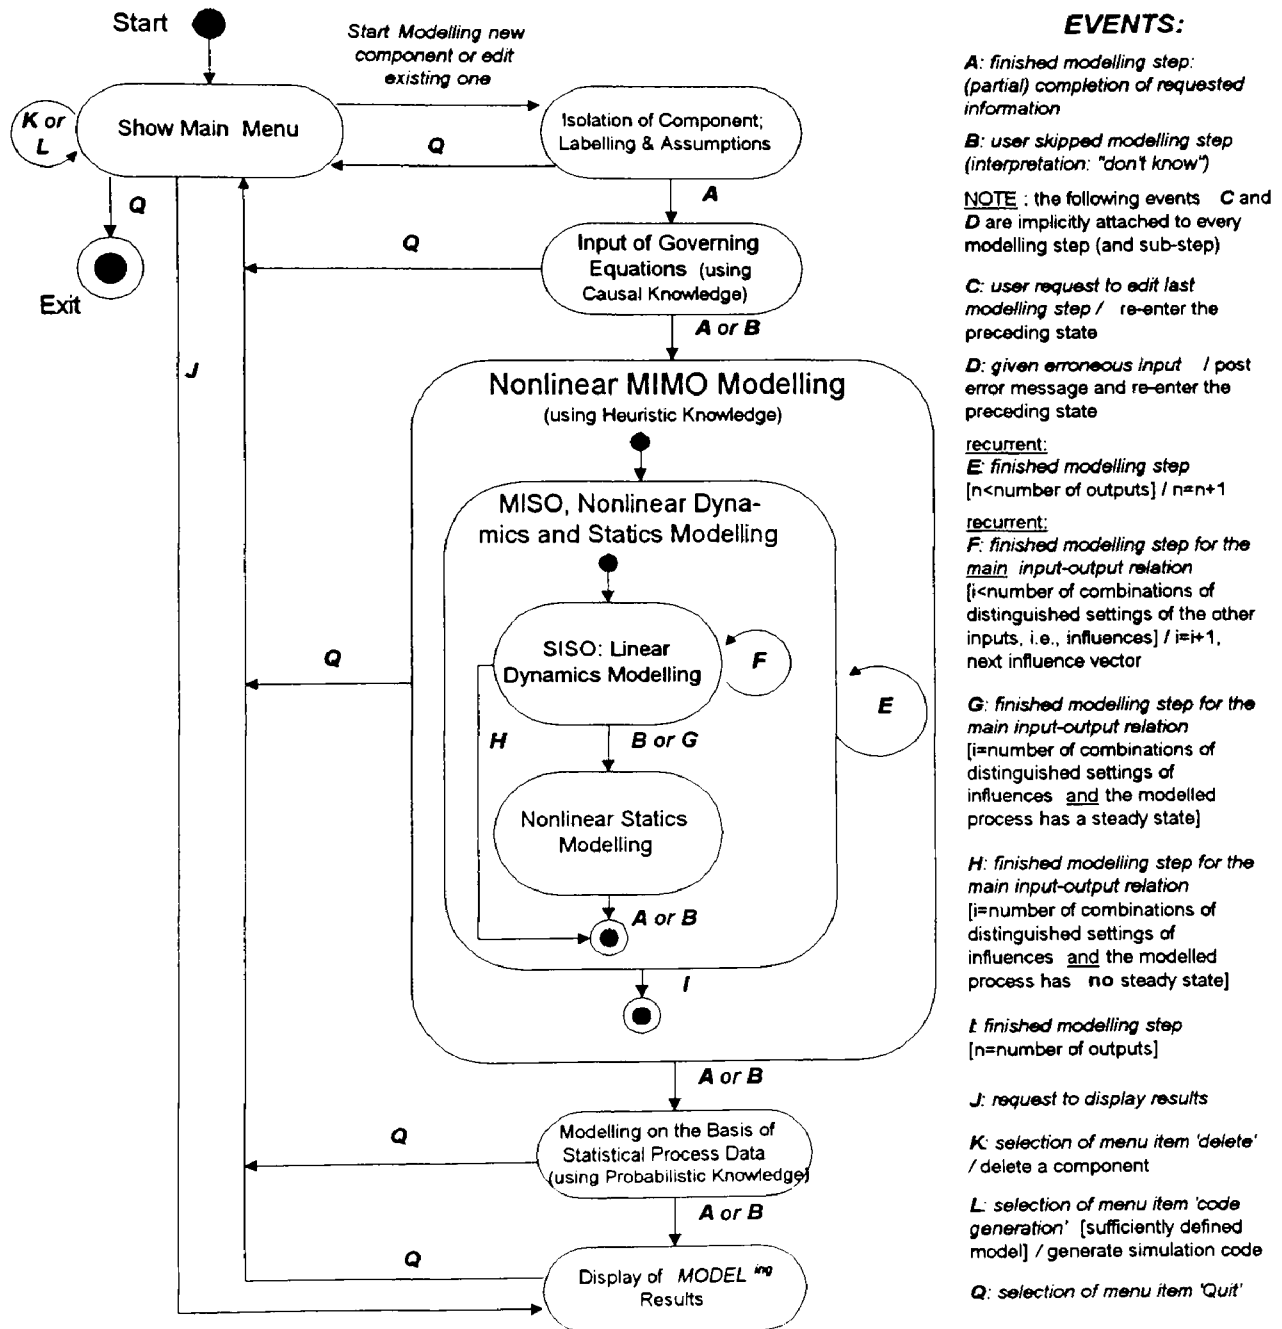 Start
Start Modelling new
component or edit
existing one
K or
L
Show Main Menu
Isolation of Component;
Labelling & Assumptions
Q
A
Q
Exit
Q
Input of Governing
Equations (using
Causal Knowledge)
A or B
J
Nonlinear MIMO Modelling
(using Heuristic Knowledge)
MISO, Nonlinear Dyna-
mics and Statics Modelling
SISO: Linear
Dynamics Modelling
F
E
Q
H
B or G
Nonlinear Statics
Modelling
A or B
I
A or B
Q
Modelling on the Basis of
Statistical Process Data
(using Probabilistic Knowledge)
A or B
Q
Display of MODEL ing
Results
EVENTS:
A: finished modelling step:
(partial) completion of requested
information
B: user skipped modelling step
(interpretation: "don't know")
NOTE : the following events C and
D are implicitly attached to every
modelling step (and sub-step)
C: user request to edit last
modelling step / re-enter the
preceding state
D: given erroneous input / post
error message and re-enter the
preceding state
recurrent:
E: finished modelling step
[n<number of outputs] / n=n+1
recurrent:
F: finished modelling step for the
main input-output relation
[i<number of combinations of
distinguished settings of the other
inputs, i.e., influences] / i=i+1,
next influence vector
G: finished modelling step for the
main input-output relation
[i=number of combinations of
distinguished settings of
influences and the modelled
process has a steady state]
H: finished modelling step for the
main input-output relation
[i=number of combinations of
distinguished settings of
influences and the modelled
process has no steady state]
I: finished modelling step
[n=number of outputs]
J: request to display results
K: selection of menu item 'delete'
/ delete a component
L: selection of menu item 'code
generation' [sufficiently defined
model] / generate simulation code
Q: selection of menu item 'Quit'